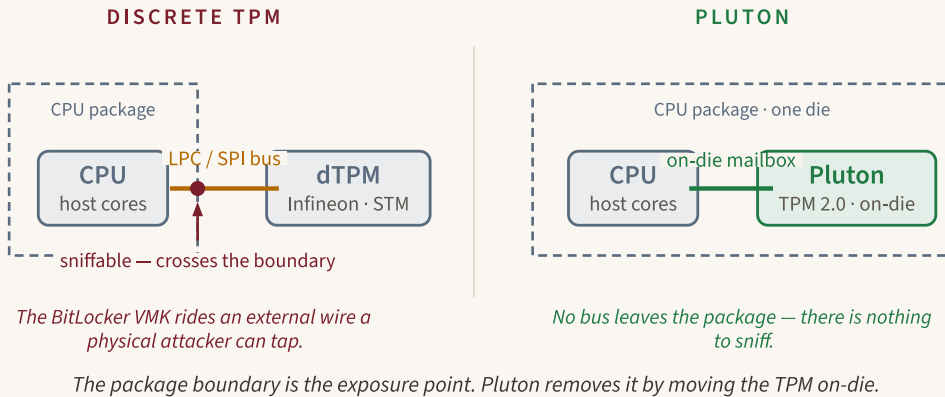 DISCRETE TPM
CPU package
LPC / SPI bus
CPU
host cores
dTPM
Infineon · STM
sniffable — crosses the boundary
The BitLocker VMK rides an external wire a
physical attacker can tap.
PLUTON
CPU package · one die
on-die mailbox
CPU
host cores
Pluton
TPM 2.0 · on-die
No bus leaves the package — there is nothing
to sniff.
The package boundary is the exposure point. Pluton removes it by moving the TPM on-die.